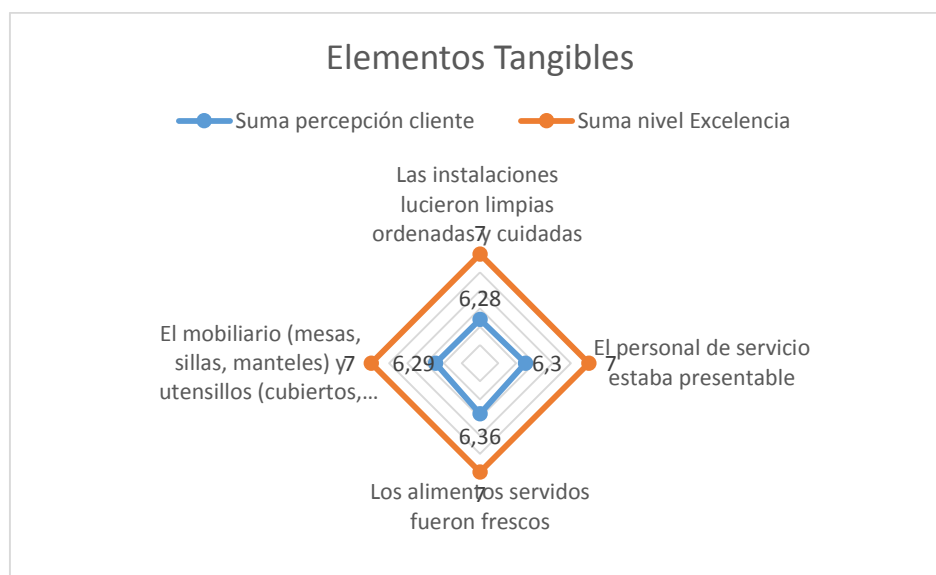 Elementos Tangibles
Suma percepción cliente
Suma nivel Excelencia
Las instalaciones
lucieron limpias
ordenadas y cuidadas
7
6,28
El mobiliario (mesas,
sillas, manteles) y
utensillos (cubiertos,...
7
6,29
6,3
7
El personal de servicio
estaba presentable
6,36
7
Los alimentos servidos
fueron frescos